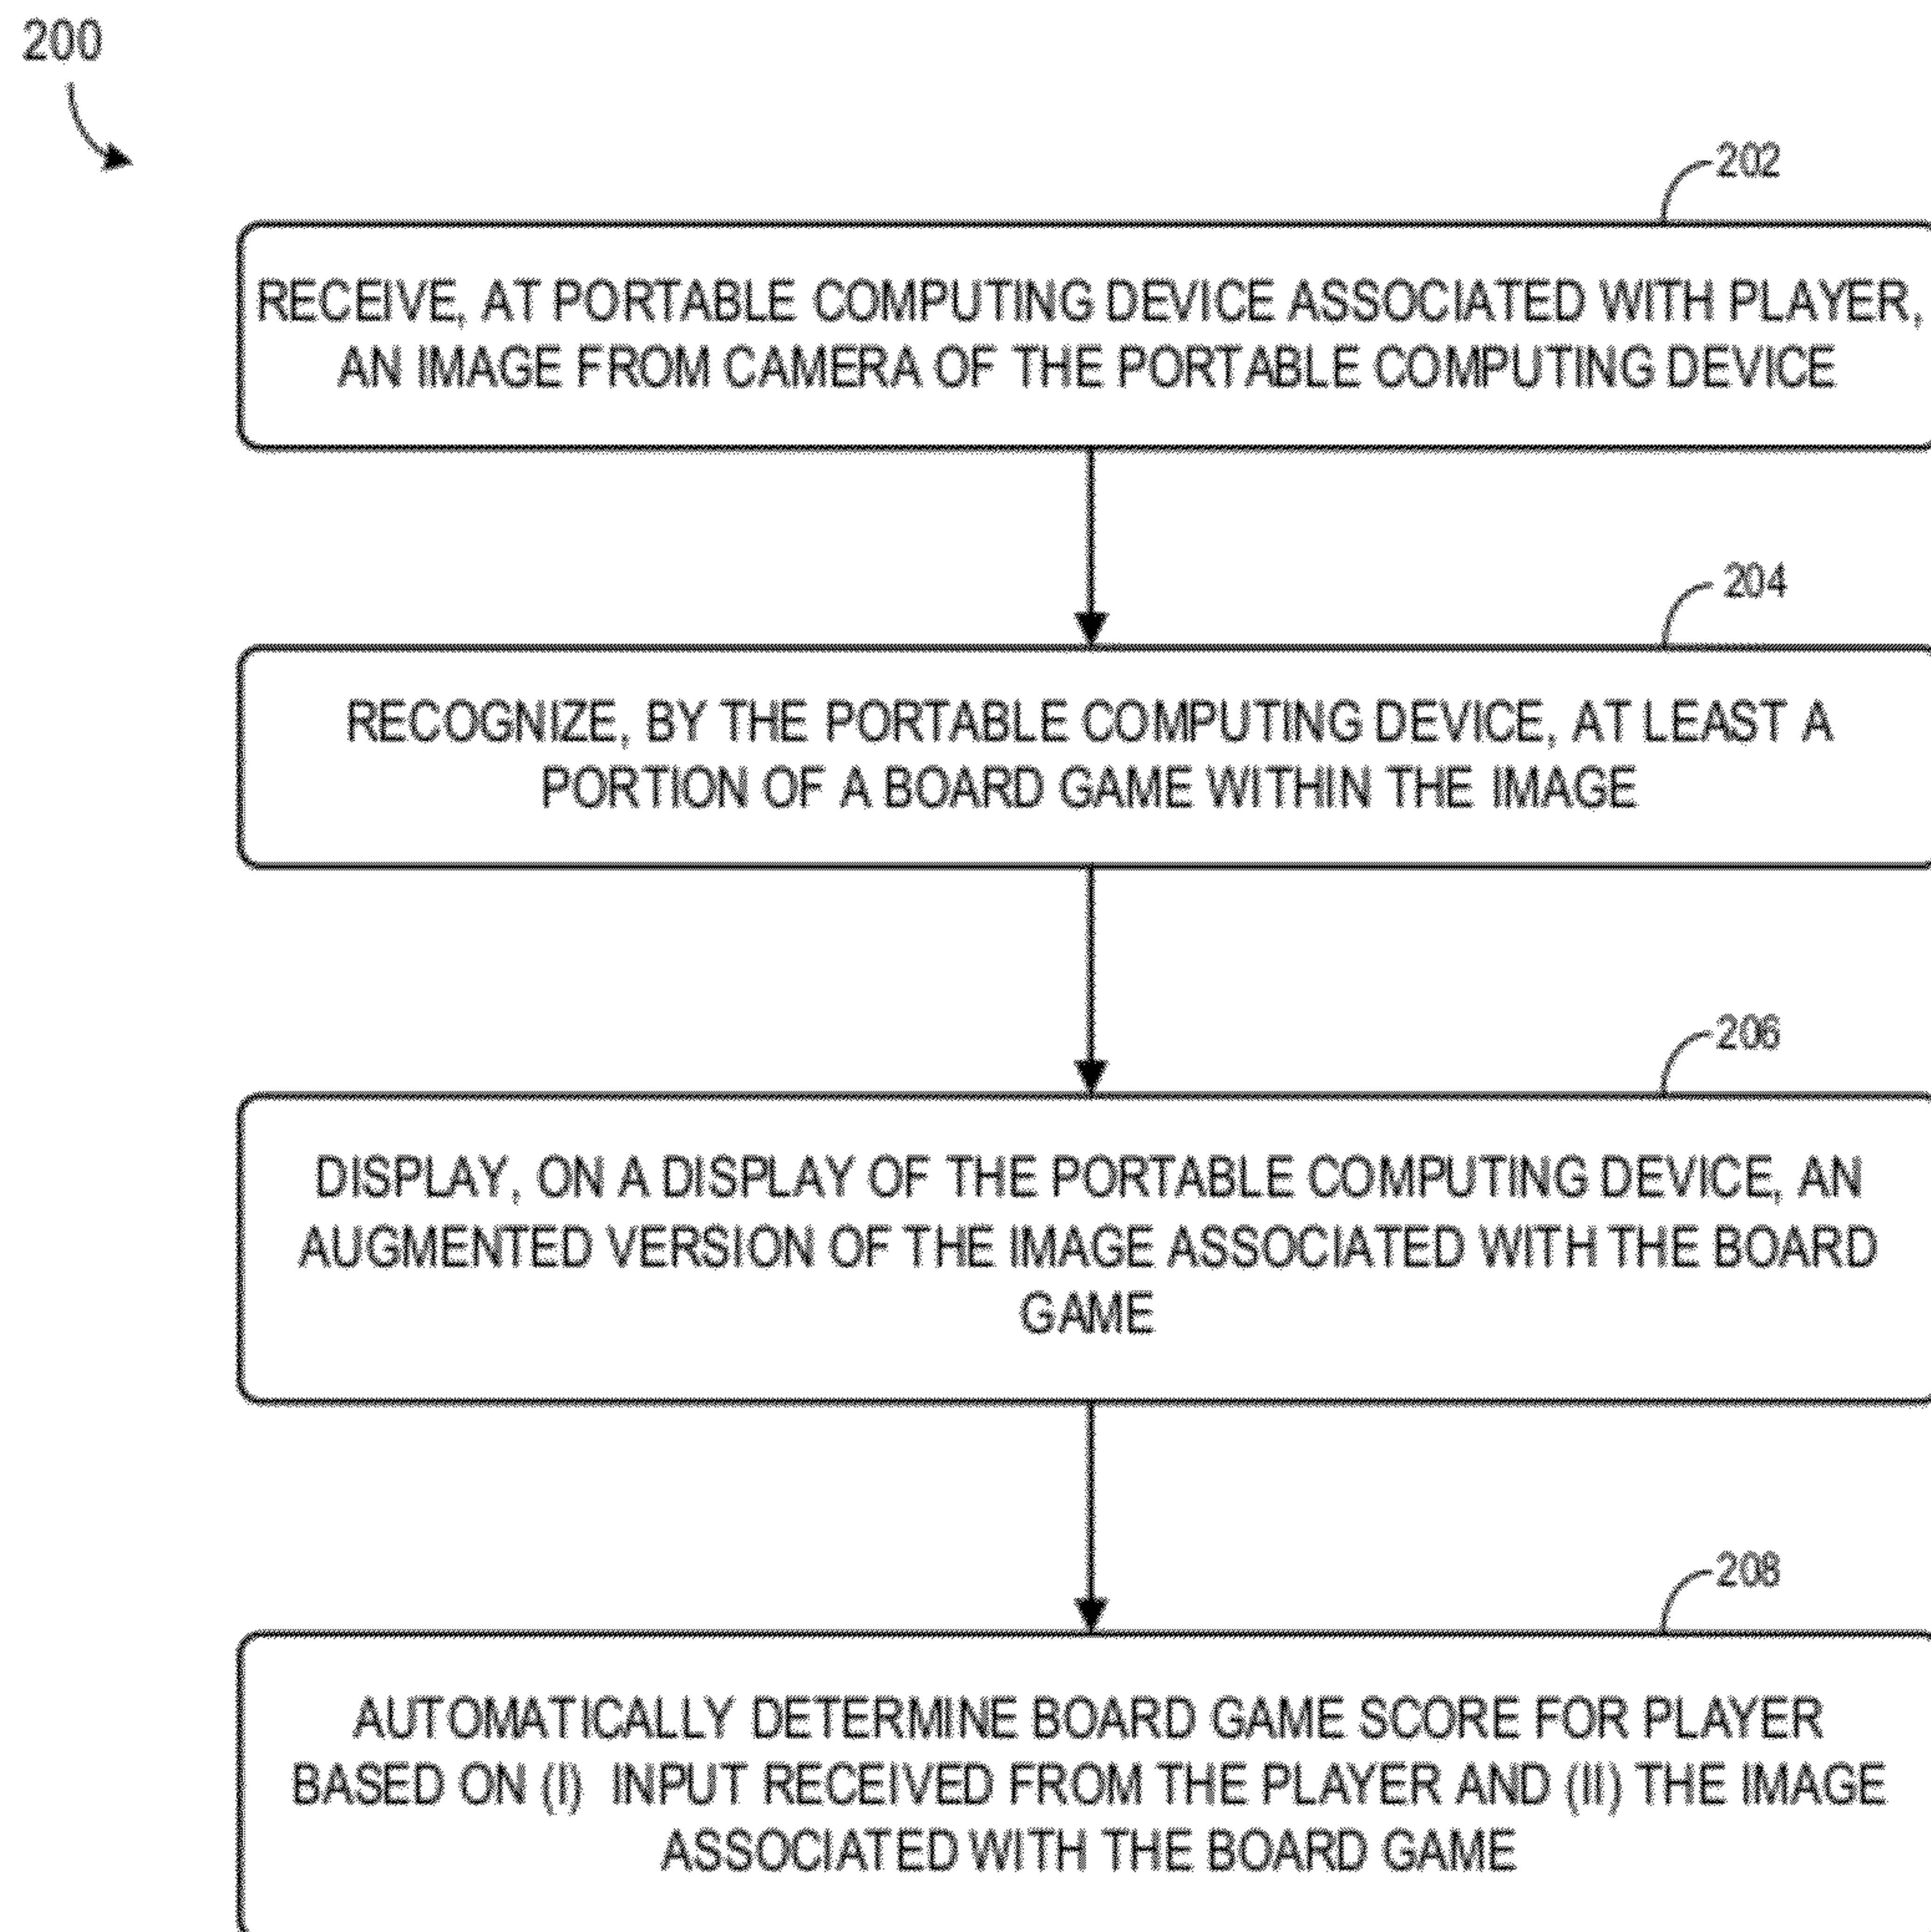 200
202
RECEIVE, AT PORTABLE COMPUTING DEVICE ASSOCIATED WITH PLAYER,
AN IMAGE FROM CAMERA OF THE PORTABLE COMPUTING DEVICE
204
RECOGNIZE, BY THE PORTABLE COMPUTING DEVICE, AT LEAST A
PORTION OF A BOARD GAME WITHIN THE IMAGE
206
DISPLAY, ON A DISPLAY OF THE PORTABLE COMPUTING DEVICE, AN
AUGMENTED VERSION OF THE IMAGE ASSOCIATED WITH THE BOARD
GAME
208
AUTOMATICALLY DETERMINE BOARD GAME SCORE FOR PLAYER
BASED ON (I) INPUT RECEIVED FROM THE PLAYER AND (II) THE IMAGE
ASSOCIATED WITH THE BOARD GAME